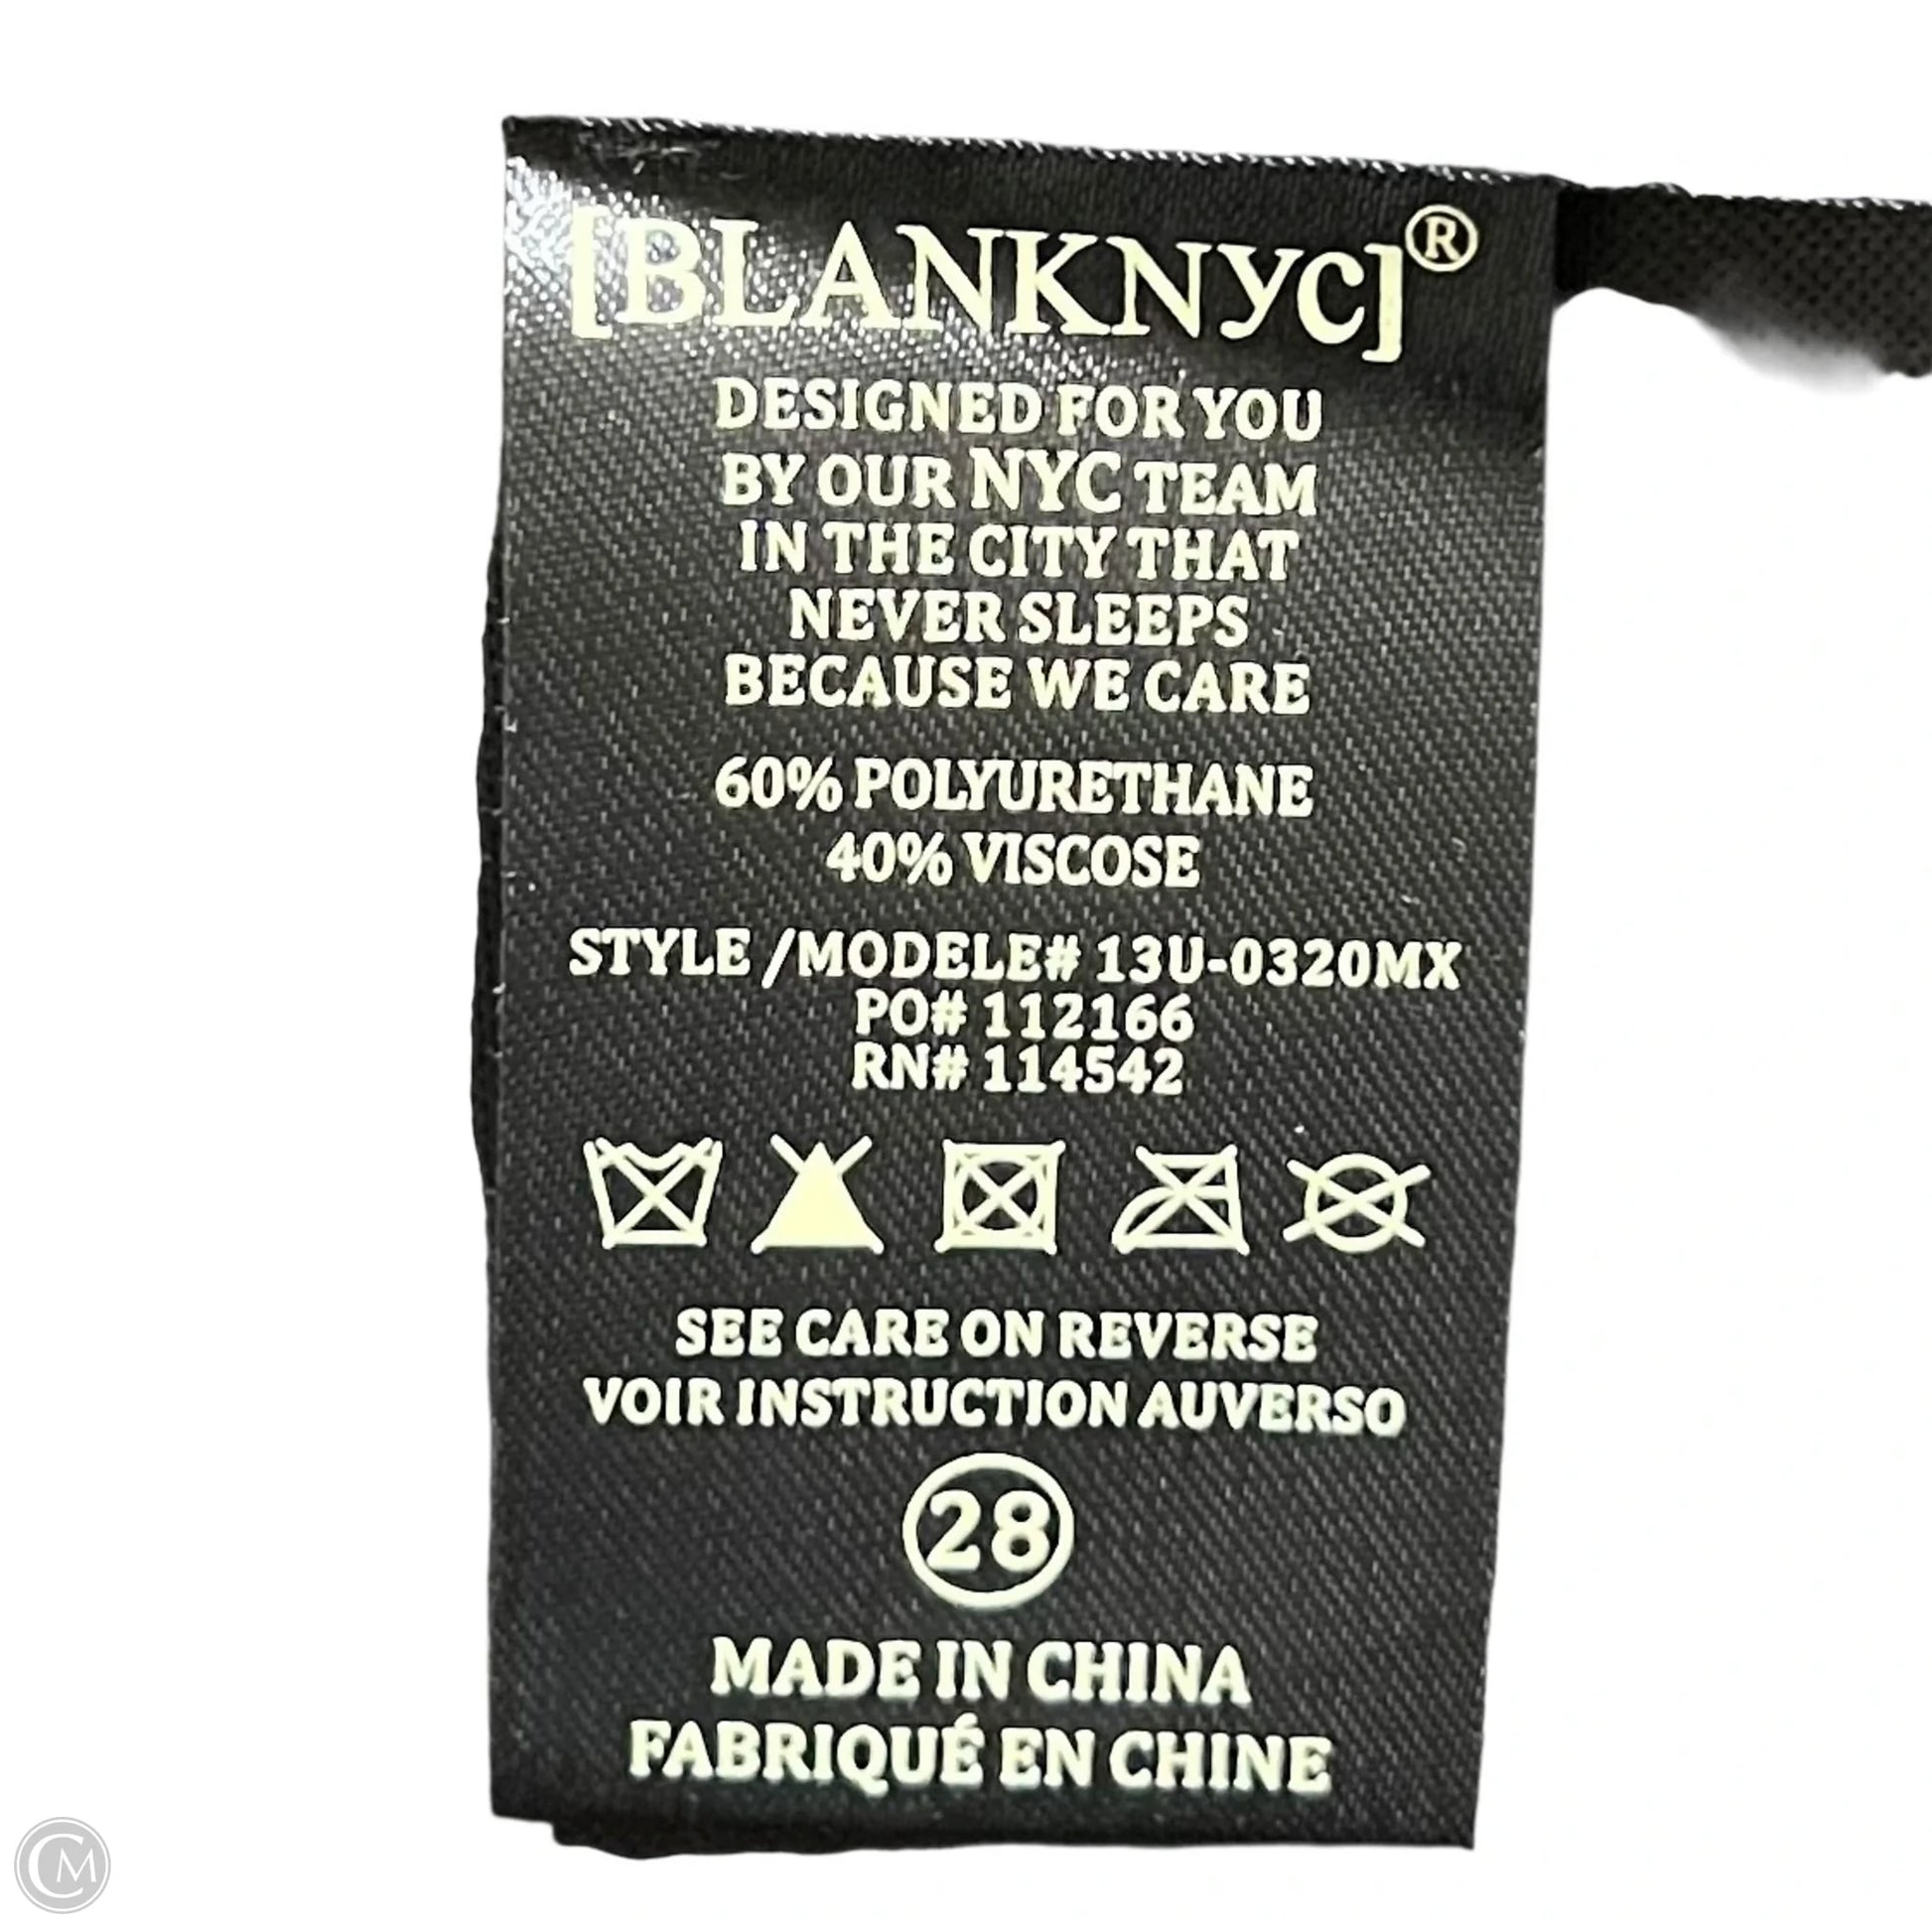 [BLANKNYC]®
DESIGNED FOR YOU
BY OUR NYC TEAM
IN THE CITY THAT
NEVER SLEEPS
BECAUSE WE CARE
60% POLYURETHANE
40% VISCOSE
STYLE /MODELE# 13U-0320MX
PO# 112166
RN# 114542
SEE CARE ON REVERSE
VOIR INSTRUCTION AUVERSO
28
MADE IN CHINA
FABRIQUÉ EN CHINE
CM